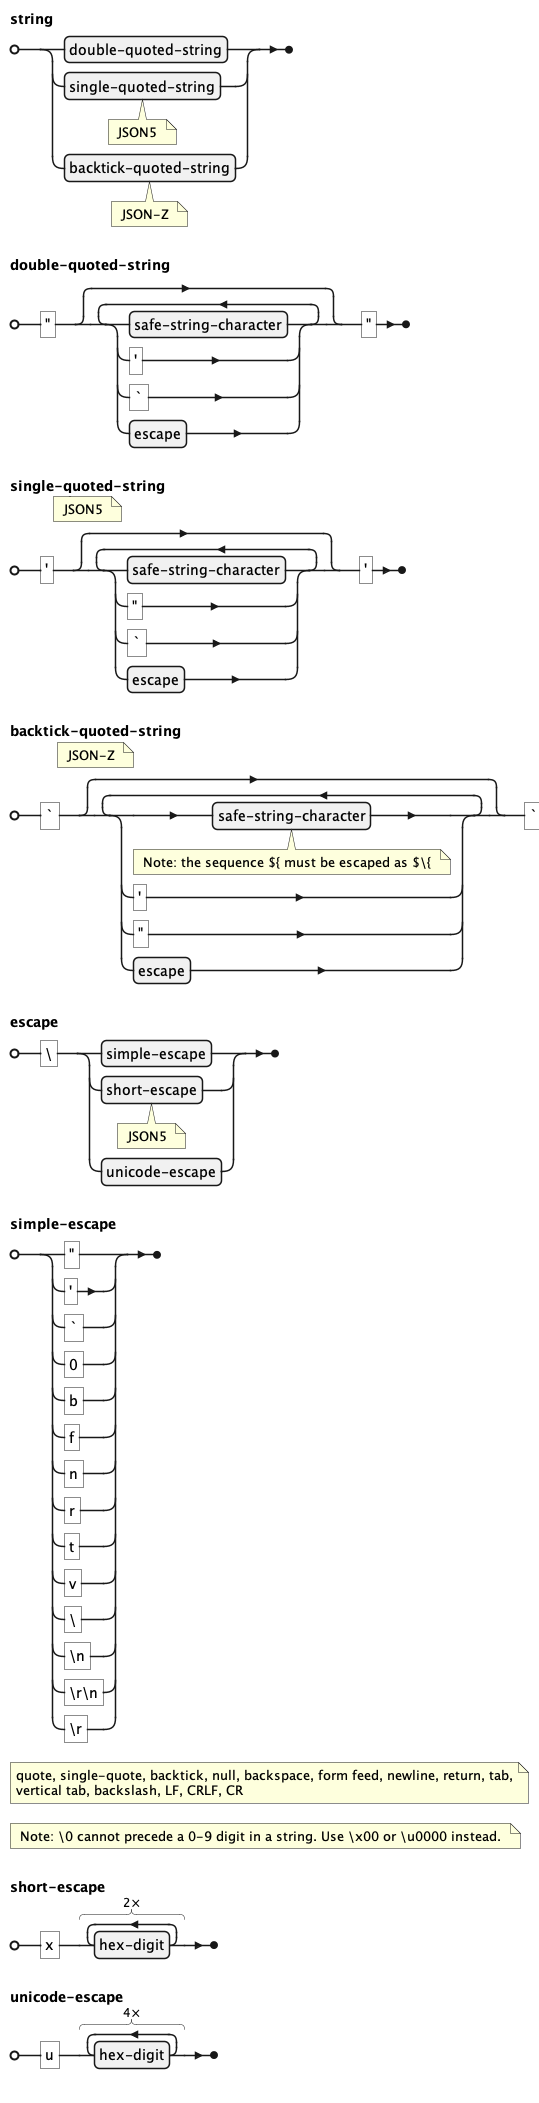 string
double-quoted-string
single-quoted-string
JSON5
backtick-quoted-string
JSON-Z
double-quoted-string
" safe-string-character "
'
`
escape
single-quoted-string
JSON5
' safe-string-character '
"
`
escape
backtick-quoted-string
JSON-Z
` safe-string-character `
Note: the sequence ${ must be escaped as $\{
'
"
escape
escape
\ simple-escape
short-escape
JSON5
unicode-escape
simple-escape
"
'
`
0
b
f
n
r
t
v
\
\n
\r\n
\r
quote, single-quote, backtick, null, backspace, form feed, newline, return, tab,
vertical tab, backslash, LF, CRLF, CR
Note: \0 cannot precede a 0-9 digit in a string. Use \x00 or \u0000 instead.
short-escape
2×
x hex-digit
unicode-escape
4×
u hex-digit